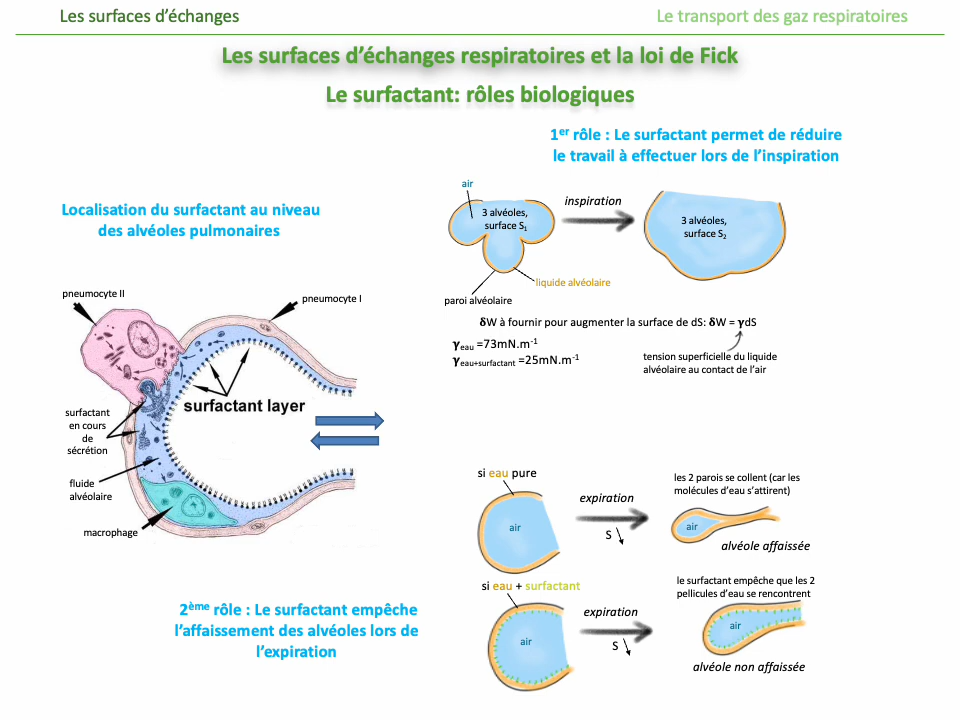 Les surfaces d'échanges
Le transport des gaz respiratoires
Les surfaces d'échanges respiratoires et la loi de Fick
Le surfactant: rôles biologiques
1er rôle : Le surfactant permet de réduire
le travail à effectuer lors de l'inspiration
Localisation du surfactant au niveau
des alvéoles pulmonaires
air
3 alvéoles,
surface S1
inspiration
3 alvéoles,
surface S2
liquide alvéolaire
paroi alvéolaire
δW à fournir pour augmenter la surface de dS: δW = γdS
γeau =73mN.m-1
γeau+surfactant =25mN.m-1
tension superficielle du liquide
alvéolaire au contact de l'air
pneumocyte II
pneumocyte I
surfactant layer
surfactant
en cours
de
sécrétion
fluide
alvéolaire
macrophage
si eau pure
air
expiration
S
les 2 parois se collent (car les
molécules d'eau s'attirent)
air
alvéole affaissée
si eau + surfactant
air
expiration
S
le surfactant empêche que les 2
pellicules d'eau se rencontrent
air
alvéole non affaissée
2ème rôle : Le surfactant empêche
l'affaissement des alvéoles lors de
l'expiration